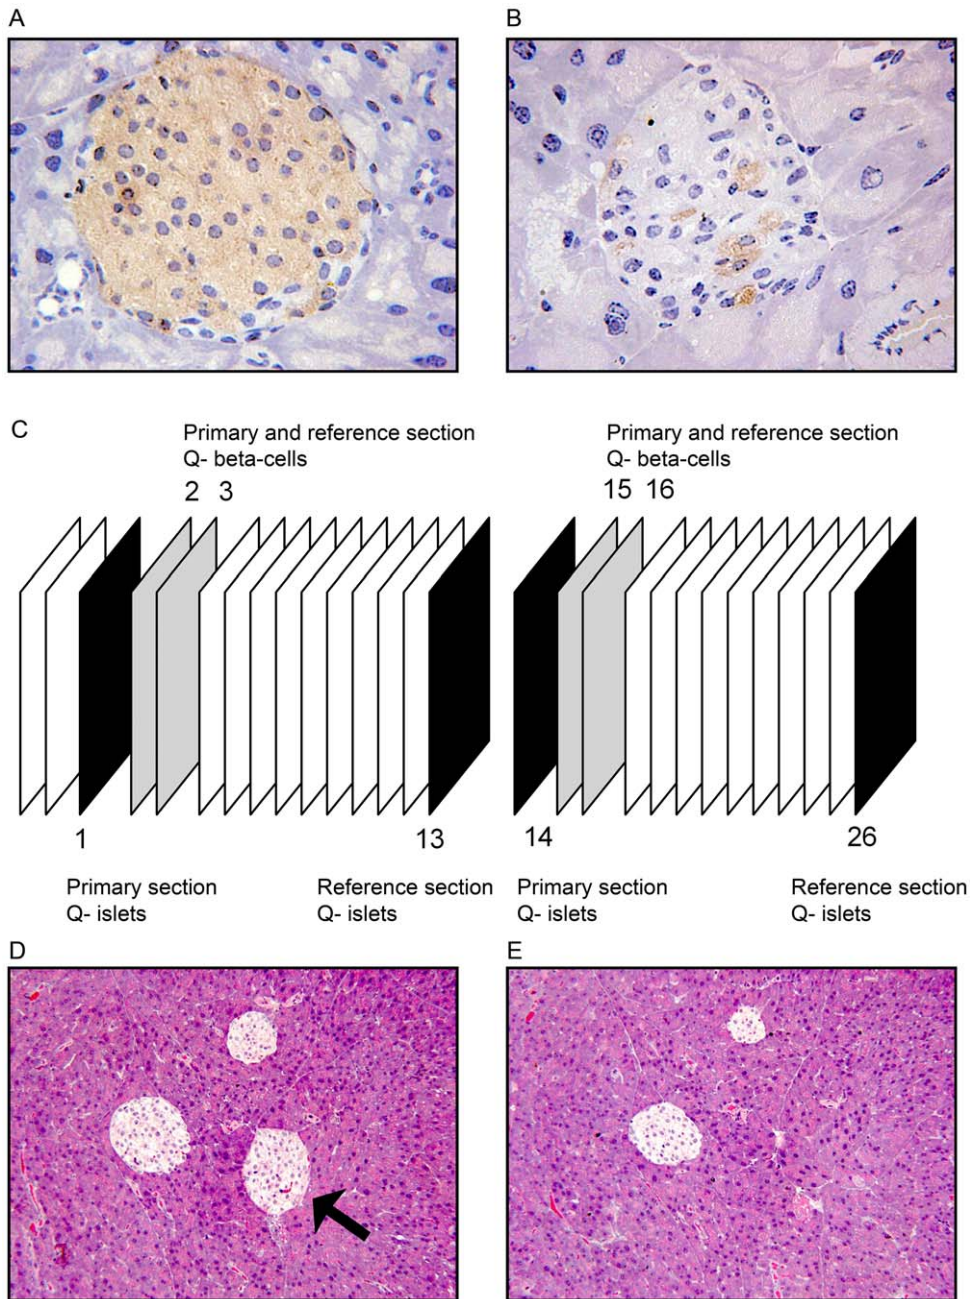 A
B
C
Primary and reference section
Q- beta-cells
2 3
Primary and reference section
Q- beta-cells
15 16
1
13
14
26
Primary section
Q- islets
Reference section
Q- islets
Primary section
Q- islets
Reference section
Q- islets
D
E